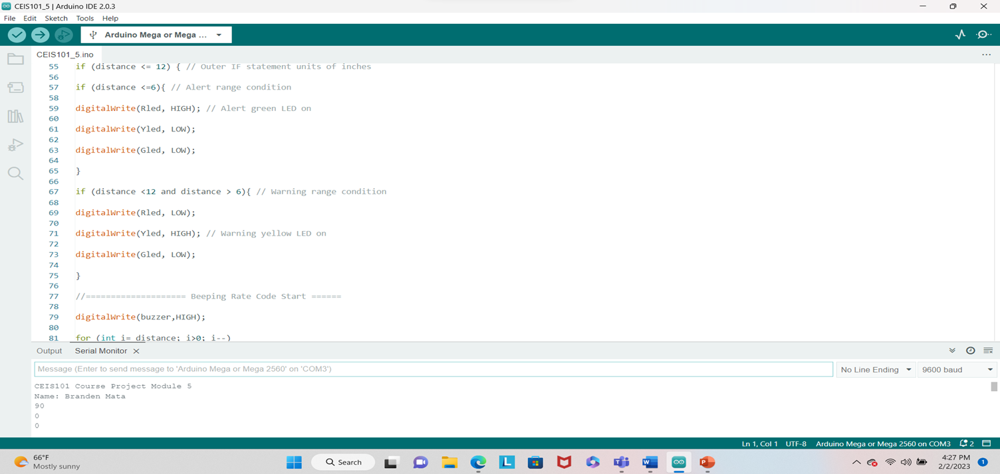 CEIS101_5 | Arduino IDE 2.0.3
File Edit Sketch Tools Help
Arduino Mega or Mega ...
CEIS101_5.ino
55 if (distance <= 12) { // Outer IF statement units of inches
56
57 if (distance <=6){ // Alert range condition
58
59 digitalWrite(Rled, HIGH); // Alert green LED on
60
61 digitalWrite(Yled, LOW);
62
63 digitalWrite(Gled, LOW);
64
65 }
66
67 if (distance <12 and distance > 6){ // Warning range condition
68
69 digitalWrite(Rled, LOW);
70
71 digitalWrite(Yled, HIGH); // Warning yellow LED on
72
73 digitalWrite(Gled, LOW);
74
75 }
76
77 //==================== Beeping Rate Code Start ======
78
79 digitalWrite(buzzer,HIGH);
80
81 for (int i= distance; i>0; i--)
Output Serial Monitor
Message (Enter to send message to 'Arduino Mega or Mega 2560' on 'COM3') No Line Ending 9600 baud
CEIS101 Course Project Module 5
Name: Branden Mata
90
0
0
Ln 1, Col 1 UTF-8 Arduino Mega or Mega 2560 on COM3 2
66°F
Mostly sunny
Search
4:27 PM
2/2/2023
1